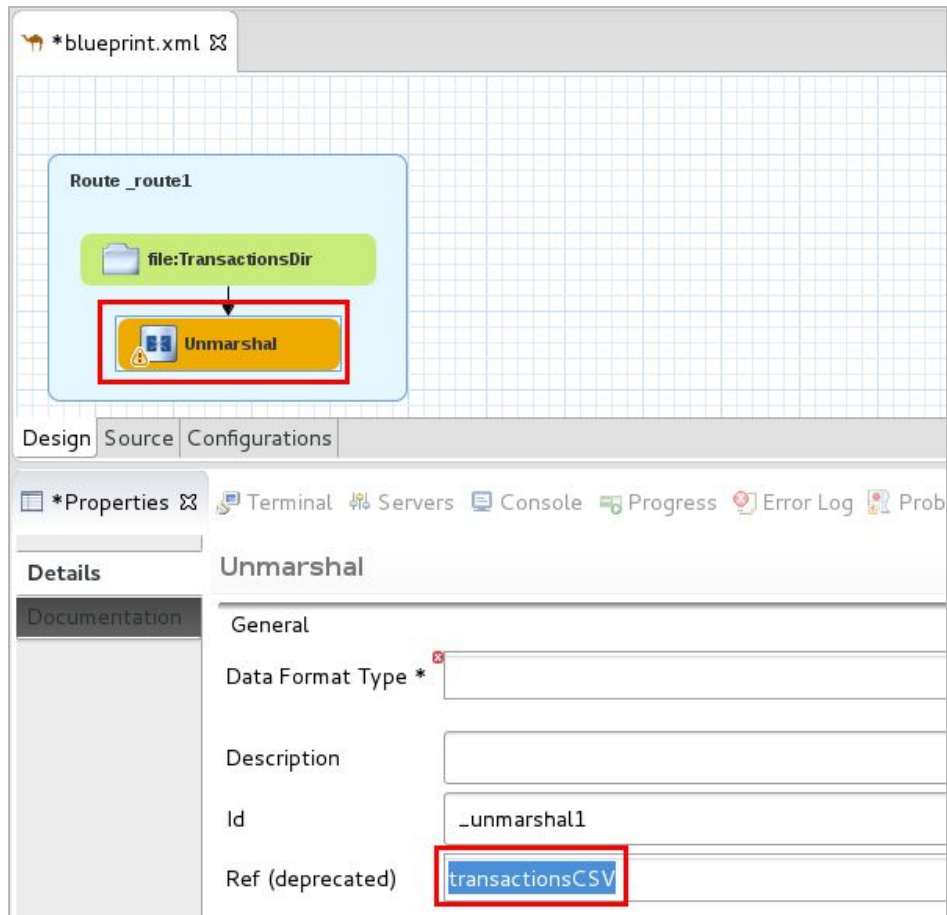 *blueprint.xml
Route _route1
file:TransactionsDir
Unmarshal
Design Source Configurations
*Properties Terminal Servers Console Progress Error Log Prob
Details
Unmarshal
Documentation
General
Data Format Type *
Description
Id
_unmarshal1
Ref (deprecated)
transactionsCSV